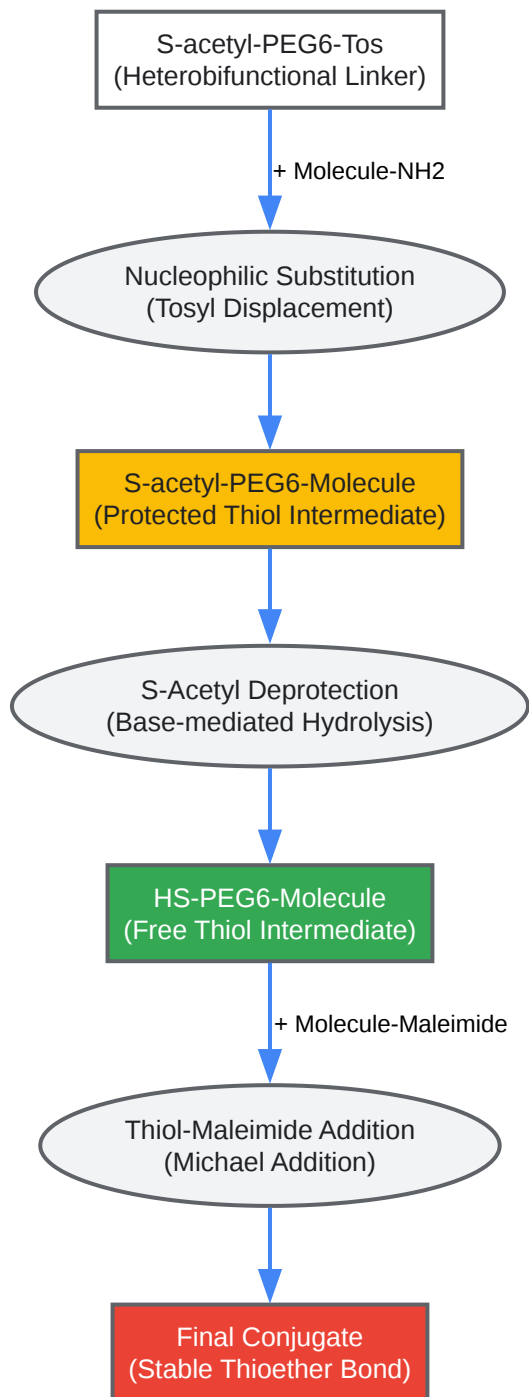 S-acetyl-PEG6-Tos
(Heterobifunctional Linker)
+ Molecule-NH2
Nucleophilic Substitution
(Tosyl Displacement)
S-acetyl-PEG6-Molecule
(Protected Thiol Intermediate)
S-Acetyl Deprotection
(Base-mediated Hydrolysis)
HS-PEG6-Molecule
(Free Thiol Intermediate)
+ Molecule-Maleimide
Thiol-Maleimide Addition
(Michael Addition)
Final Conjugate
(Stable Thioether Bond)